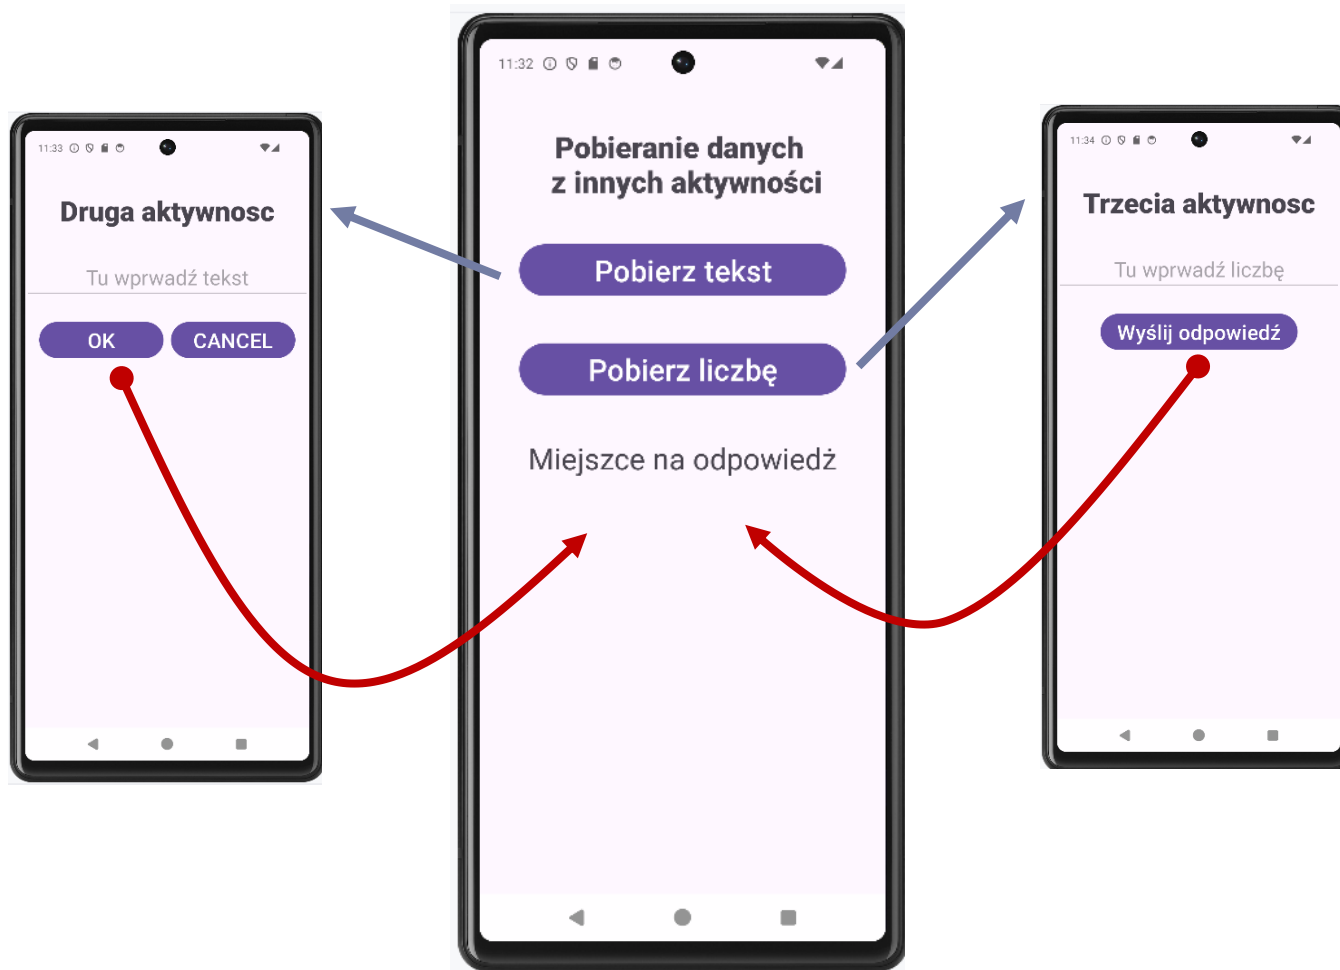 11:33
Druga aktywnosc
Tu wprwadź tekst
OK
CANCEL
11:32
Pobieranie danych
z innych aktywności
Pobierz tekst
Pobierz liczbę
Miejszce na odpowiedż
11:34
Trzecia aktywnosc
Tu wprwadź liczbę
Wyślij odpowiedź